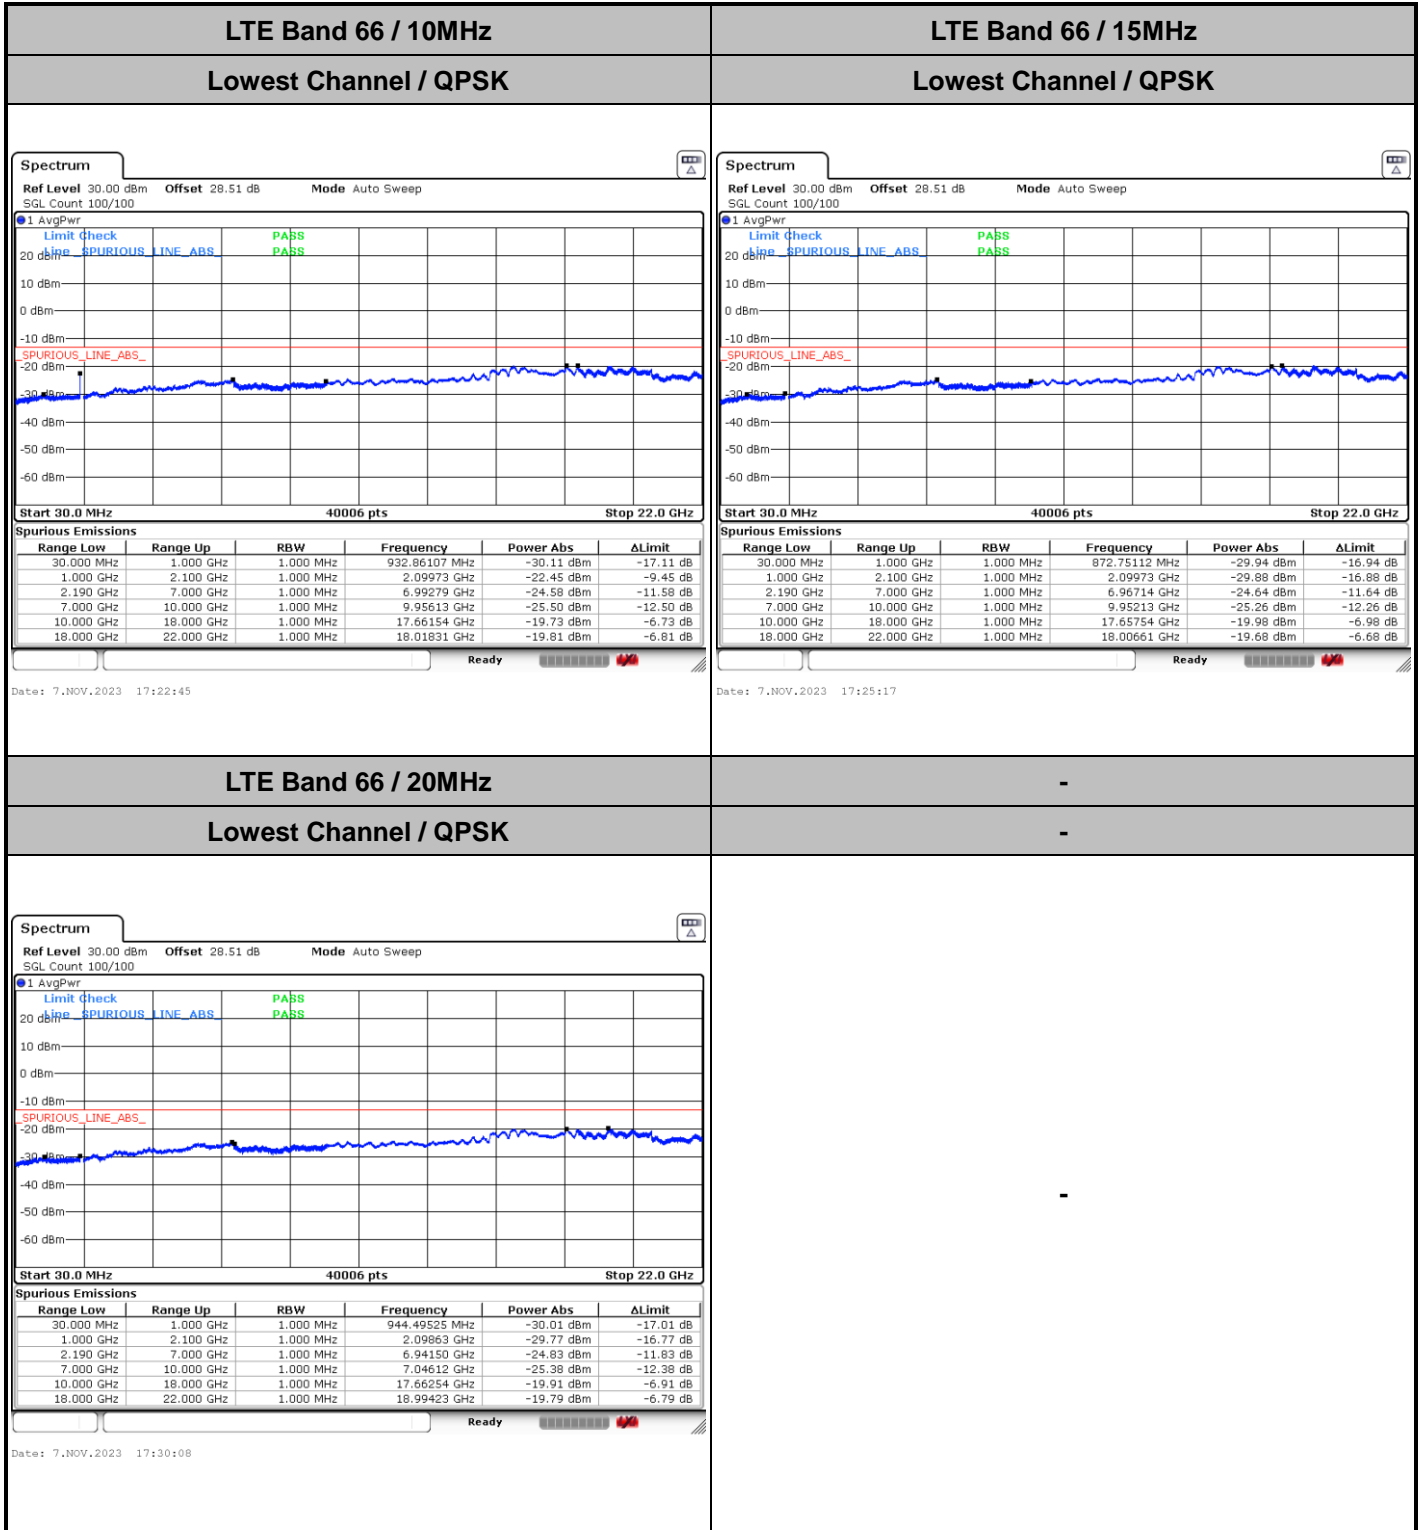 LTE Band 66 / 10MHz
LTE Band 66 / 15MHz
Lowest Channel / QPSK
Lowest Channel / QPSK
Spectrum
Ref Level 30.00 dBm Offset 28.51 dB Mode Auto Sweep
SGL Count 100/100
1 AvgPwr
Limit Check PASS
Line _SPURIOUS_LINE_ABS_ PASS
20 dBm
10 dBm
0 dBm
-10 dBm
_SPURIOUS_LINE_ABS_
-20 dBm
-30 dBm
-40 dBm
-50 dBm
-60 dBm
Start 30.0 MHz 40006 pts Stop 22.0 GHz
Spurious Emissions
Range Low Range Up RBW Frequency Power Abs ΔLimit
30.000 MHz 1.000 GHz 1.000 MHz 932.86107 MHz -30.11 dBm -17.11 dB
1.000 GHz 2.100 GHz 1.000 MHz 2.09973 GHz -22.45 dBm -9.45 dB
2.190 GHz 7.000 GHz 1.000 MHz 6.99279 GHz -24.58 dBm -11.58 dB
7.000 GHz 10.000 GHz 1.000 MHz 9.95613 GHz -25.50 dBm -12.50 dB
10.000 GHz 18.000 GHz 1.000 MHz 17.66154 GHz -19.73 dBm -6.73 dB
18.000 GHz 22.000 GHz 1.000 MHz 18.01831 GHz -19.81 dBm -6.81 dB
Ready
Date: 7.NOV.2023 17:22:45
Spectrum
Ref Level 30.00 dBm Offset 28.51 dB Mode Auto Sweep
SGL Count 100/100
1 AvgPwr
Limit Check PASS
Line _SPURIOUS_LINE_ABS_ PASS
20 dBm
10 dBm
0 dBm
-10 dBm
_SPURIOUS_LINE_ABS_
-20 dBm
-30 dBm
-40 dBm
-50 dBm
-60 dBm
Start 30.0 MHz 40006 pts Stop 22.0 GHz
Spurious Emissions
Range Low Range Up RBW Frequency Power Abs ΔLimit
30.000 MHz 1.000 GHz 1.000 MHz 872.75112 MHz -29.94 dBm -16.94 dB
1.000 GHz 2.100 GHz 1.000 MHz 2.09973 GHz -29.88 dBm -16.88 dB
2.190 GHz 7.000 GHz 1.000 MHz 6.96714 GHz -24.64 dBm -11.64 dB
7.000 GHz 10.000 GHz 1.000 MHz 9.95213 GHz -25.26 dBm -12.26 dB
10.000 GHz 18.000 GHz 1.000 MHz 17.65754 GHz -19.98 dBm -6.98 dB
18.000 GHz 22.000 GHz 1.000 MHz 18.00661 GHz -19.68 dBm -6.68 dB
Ready
Date: 7.NOV.2023 17:25:17
LTE Band 66 / 20MHz
-
Lowest Channel / QPSK
-
Spectrum
Ref Level 30.00 dBm Offset 28.51 dB Mode Auto Sweep
SGL Count 100/100
1 AvgPwr
Limit Check PASS
Line _SPURIOUS_LINE_ABS_ PASS
20 dBm
10 dBm
0 dBm
-10 dBm
_SPURIOUS_LINE_ABS_
-20 dBm
-30 dBm
-40 dBm
-50 dBm
-60 dBm
Start 30.0 MHz 40006 pts Stop 22.0 GHz
Spurious Emissions
Range Low Range Up RBW Frequency Power Abs ΔLimit
30.000 MHz 1.000 GHz 1.000 MHz 944.49525 MHz -30.01 dBm -17.01 dB
1.000 GHz 2.100 GHz 1.000 MHz 2.09863 GHz -29.77 dBm -16.77 dB
2.190 GHz 7.000 GHz 1.000 MHz 6.94150 GHz -24.83 dBm -11.83 dB
7.000 GHz 10.000 GHz 1.000 MHz 7.04612 GHz -25.38 dBm -12.38 dB
10.000 GHz 18.000 GHz 1.000 MHz 17.66254 GHz -19.91 dBm -6.91 dB
18.000 GHz 22.000 GHz 1.000 MHz 18.99423 GHz -19.79 dBm -6.79 dB
Ready
Date: 7.NOV.2023 17:30:08
-